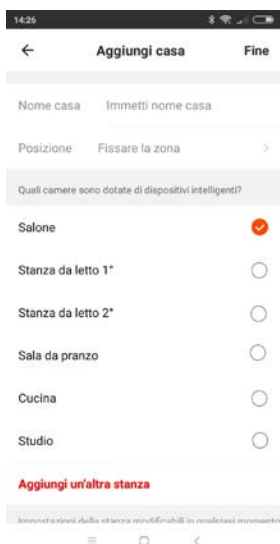 14:26
Aggiungi casa Fine
Nome casa Immetti nome casa
Posizione Fissare la zona
Quali camere sono dotate di dispositivi intelligenti?
Salone
Stanza da letto 1°
Stanza da letto 2°
Sala da pranzo
Cucina
Studio
Aggiungi un'altra stanza
Impostazioni della stanza modificabili in qualsiasi momento